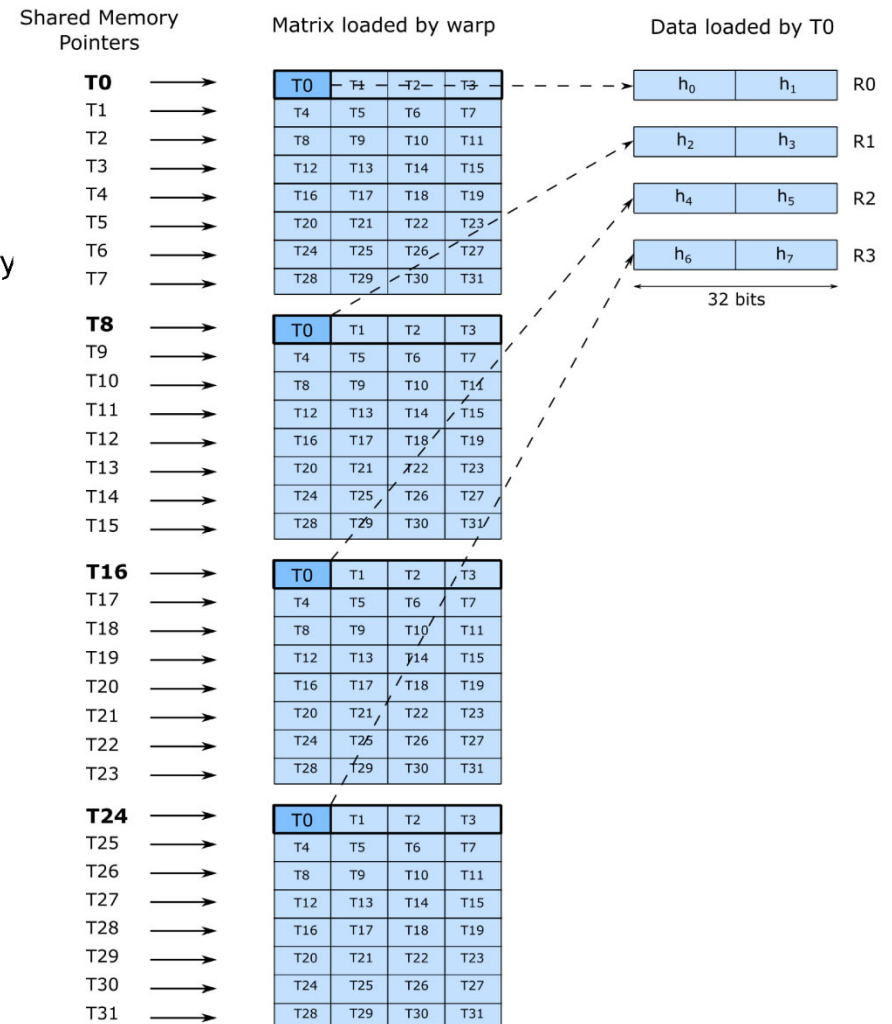 Shared Memory
Pointers
Matrix loaded by warp
Data loaded by T0
T0
T1
T2
T3
T4
T5
T6
T7
T8
T9
T10
T11
T12
T13
T14
T15
T16
T17
T18
T19
T20
T21
T22
T23
T24
T25
T26
T27
T28
T29
T30
T31
y
T0 T1 T2 T3
T4 T5 T6 T7
T8 T9 T10 T11
T12 T13 T14 T15
T16 T17 T18 T19
T20 T21 T22 T23
T24 T25 T26 T27
T28 T29 T30 T31
T0 T1 T2 T3
T4 T5 T6 T7
T8 T9 T10 T11
T12 T13 T14 T15
T16 T17 T18 T19
T20 T21 T22 T23
T24 T25 T26 T27
T28 T29 T30 T31
T0 T1 T2 T3
T4 T5 T6 T7
T8 T9 T10 T11
T12 T13 T14 T15
T16 T17 T18 T19
T20 T21 T22 T23
T24 T25 T26 T27
T28 T29 T30 T31
T0 T1 T2 T3
T4 T5 T6 T7
T8 T9 T10 T11
T12 T13 T14 T15
T16 T17 T18 T19
T20 T21 T22 T23
T24 T25 T26 T27
T28 T29 T30 T31
h₀ h₁ R0
h₂ h₃ R1
h₄ h₅ R2
h₆ h₇ R3
32 bits